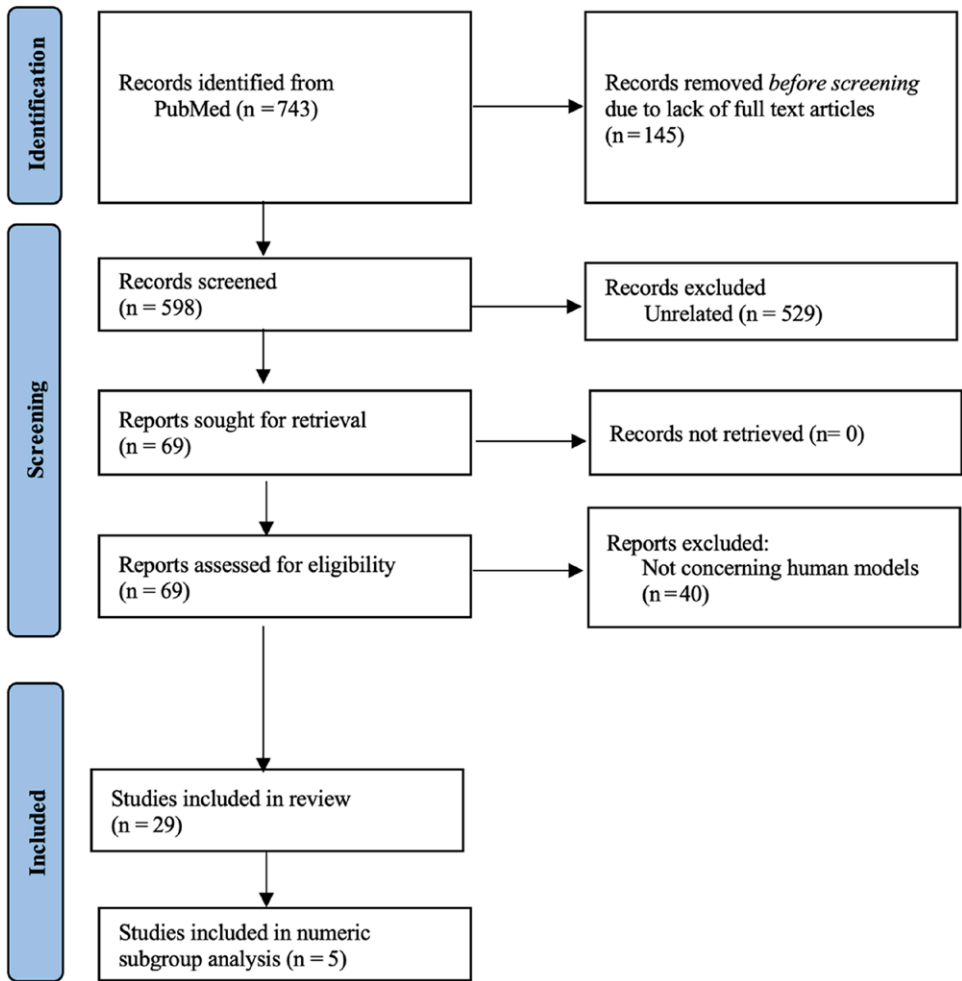 Identification
Records identified from
PubMed (n = 743)
Records removed before screening
due to lack of full text articles
(n = 145)
Screening
Records screened
(n = 598)
Records excluded
Unrelated (n = 529)
Reports sought for retrieval
(n = 69)
Records not retrieved (n= 0)
Reports assessed for eligibility
(n = 69)
Reports excluded:
Not concerning human models
(n = 40)
Included
Studies included in review
(n = 29)
Studies included in numeric
subgroup analysis (n = 5)